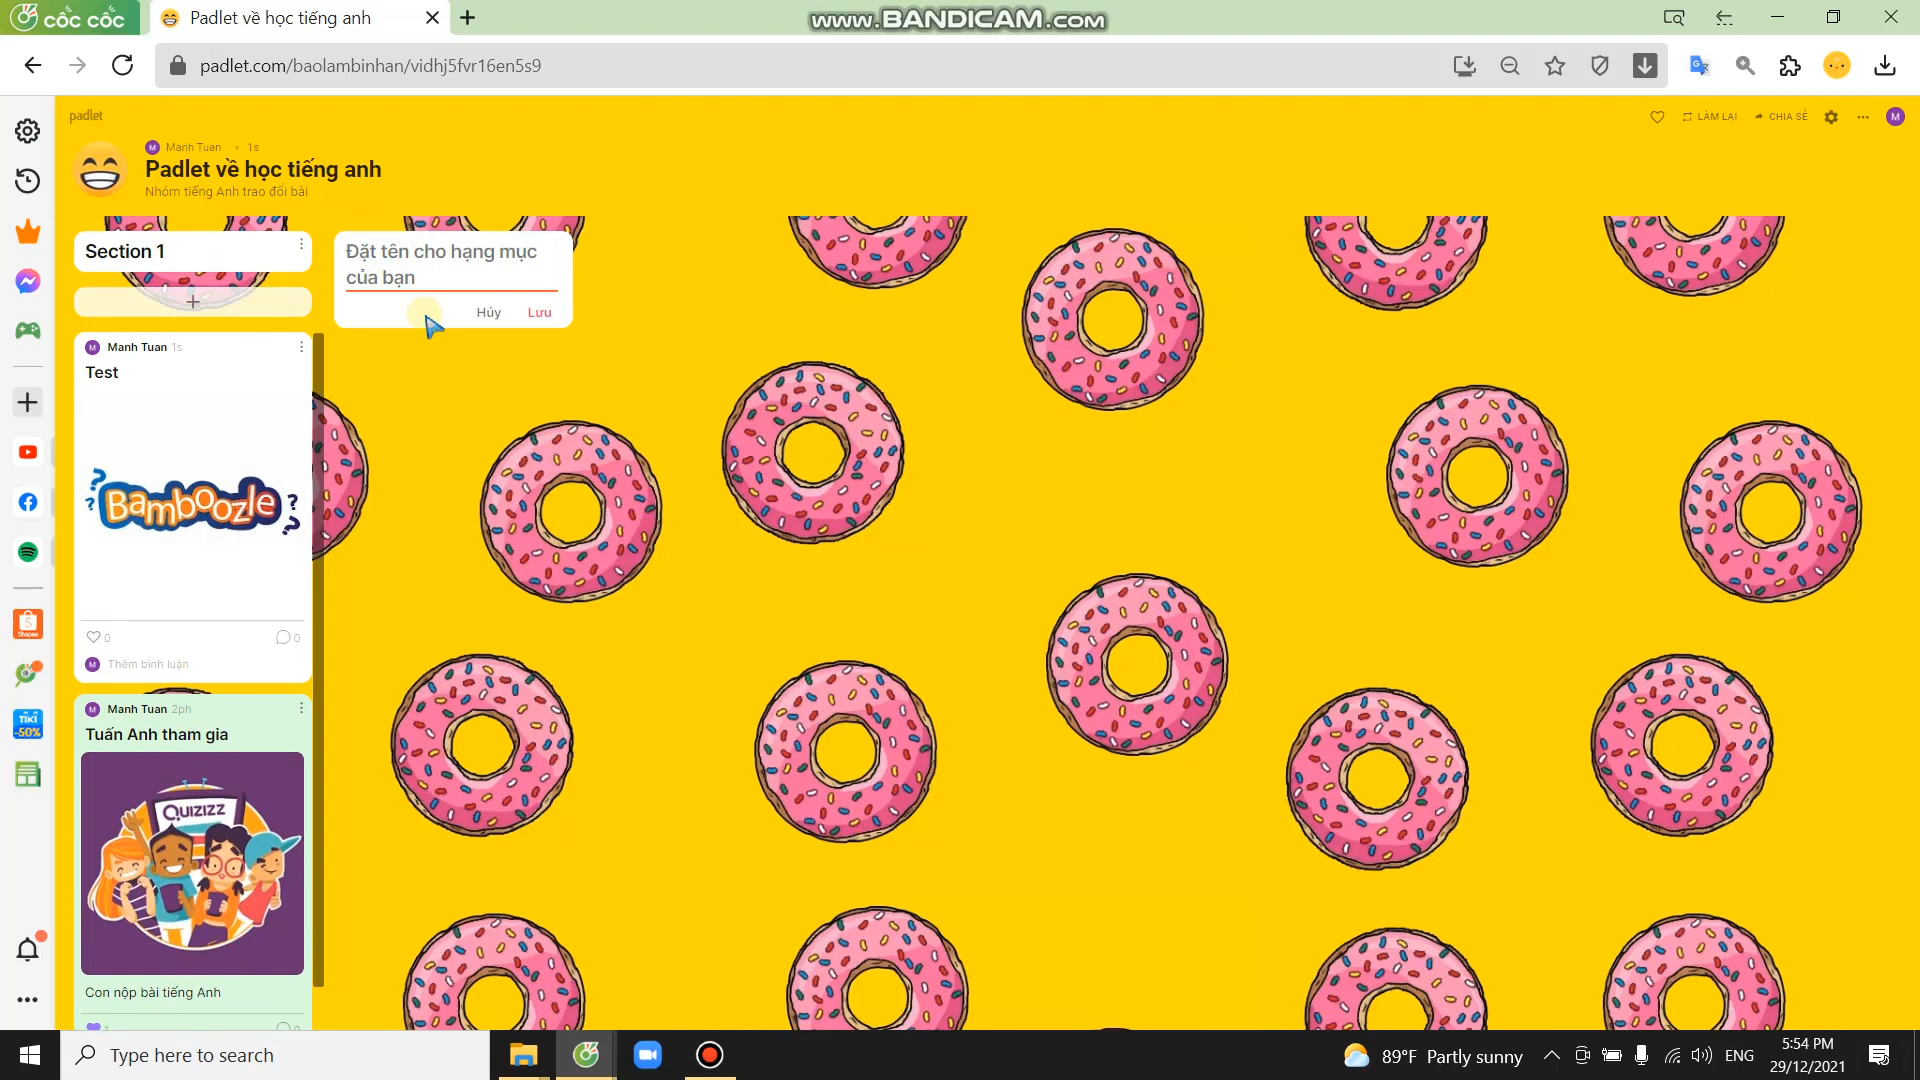 cốc cốc
Padlet về học tiếng anh
www.BANDICAM.com
padlet.com/baolambinhan/vidhj5fvr16en5s9
padlet
LÀM LẠI
CHIA SẺ
M
M Manh Tuan • 1s
Padlet về học tiếng anh
Nhóm tiếng Anh trao đổi bài
Section 1
Đặt tên cho hạng mục
của bạn
Hủy
Lưu
M Manh Tuan 1s
Test
Bamboozle
0
0
M Thêm bình luận
M Manh Tuan 2ph
Tuấn Anh tham gia
QUIZIZZ
Con nộp bài tiếng Anh
1
0
Shopee
TIKI
-50%
Type here to search
89°F Partly sunny
ENG
5:54 PM
29/12/2021